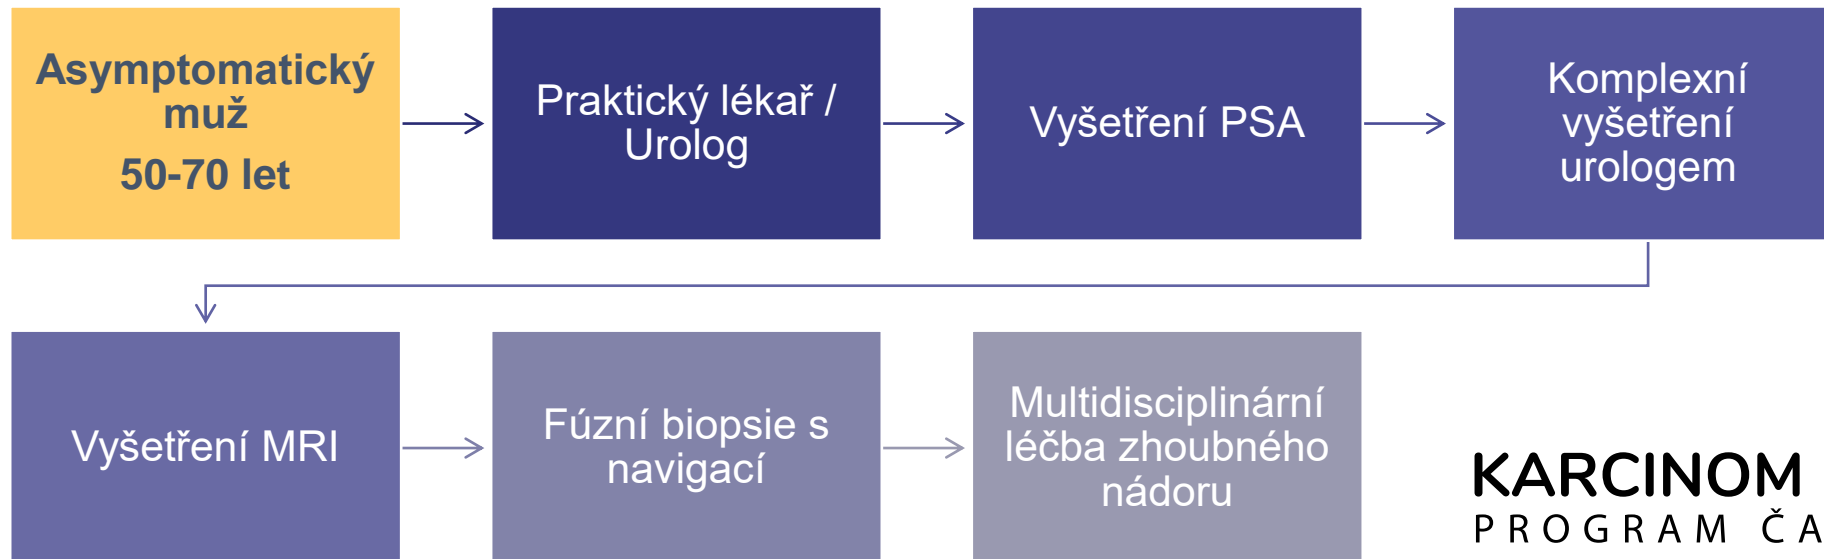 Asymptomatický
muž
50-70 let
Praktický lékař /
Urolog
Vyšetření PSA
Komplexní
vyšetření
urologem
Vyšetření MRI
Fúzní biopsie s
navigací
Multidisciplinární
léčba zhoubného
nádoru
KARCINOM
PROGRAM ČA